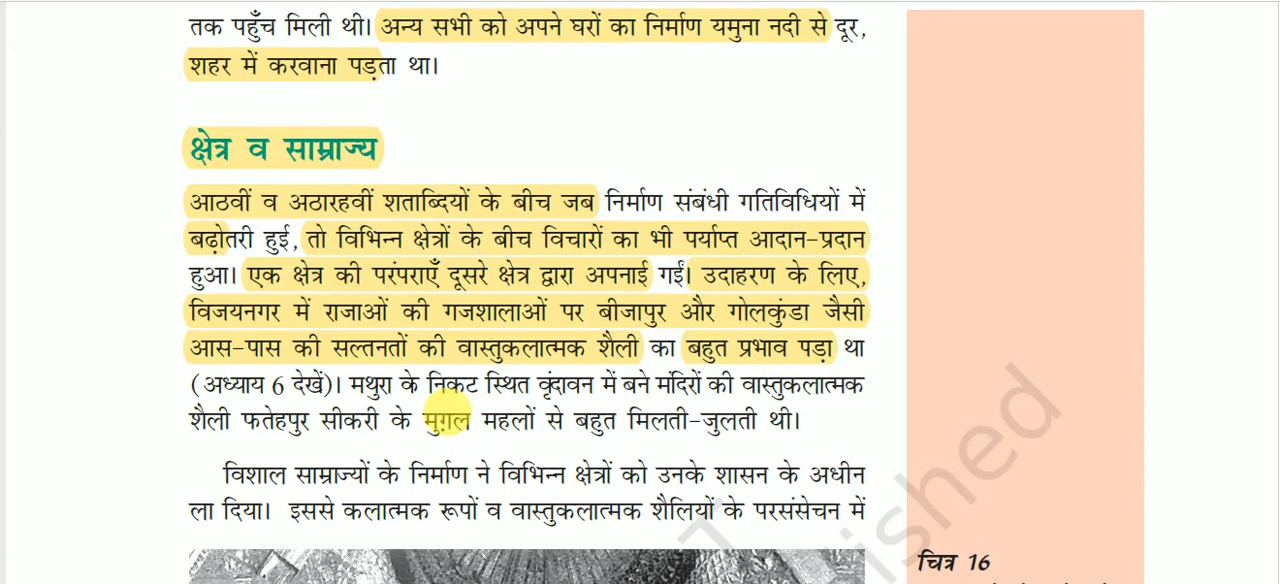 तक पहुँच मिली थी। अन्य सभी को अपने घरों का निर्माण यमुना नदी से दूर,
शहर में करवाना पड़ता था।
क्षेत्र व साम्राज्य
आठवीं व अठारहवीं शताब्दियों के बीच जब निर्माण संबंधी गतिविधियों में
बढ़ोतरी हुई, तो विभिन्न क्षेत्रों के बीच विचारों का भी पर्याप्त आदान-प्रदान
हुआ। एक क्षेत्र की परंपराएँ दूसरे क्षेत्र द्वारा अपनाई गईं। उदाहरण के लिए,
विजयनगर में राजाओं की गजशालाओं पर बीजापुर और गोलकुंडा जैसी
आस-पास की सल्तनतों की वास्तुकलात्मक शैली का बहुत प्रभाव पड़ा था
(अध्याय 6 देखें)। मथुरा के निकट स्थित वृंदावन में बने मंदिरों की वास्तुकलात्मक
शैली फतेहपुर सीकरी के मुग़ल महलों से बहुत मिलती-जुलती थी।
विशाल साम्राज्यों के निर्माण ने विभिन्न क्षेत्रों को उनके शासन के अधीन
ला दिया। इससे कलात्मक रूपों व वास्तुकलात्मक शैलियों के परसंसेचन में
चित्र 16